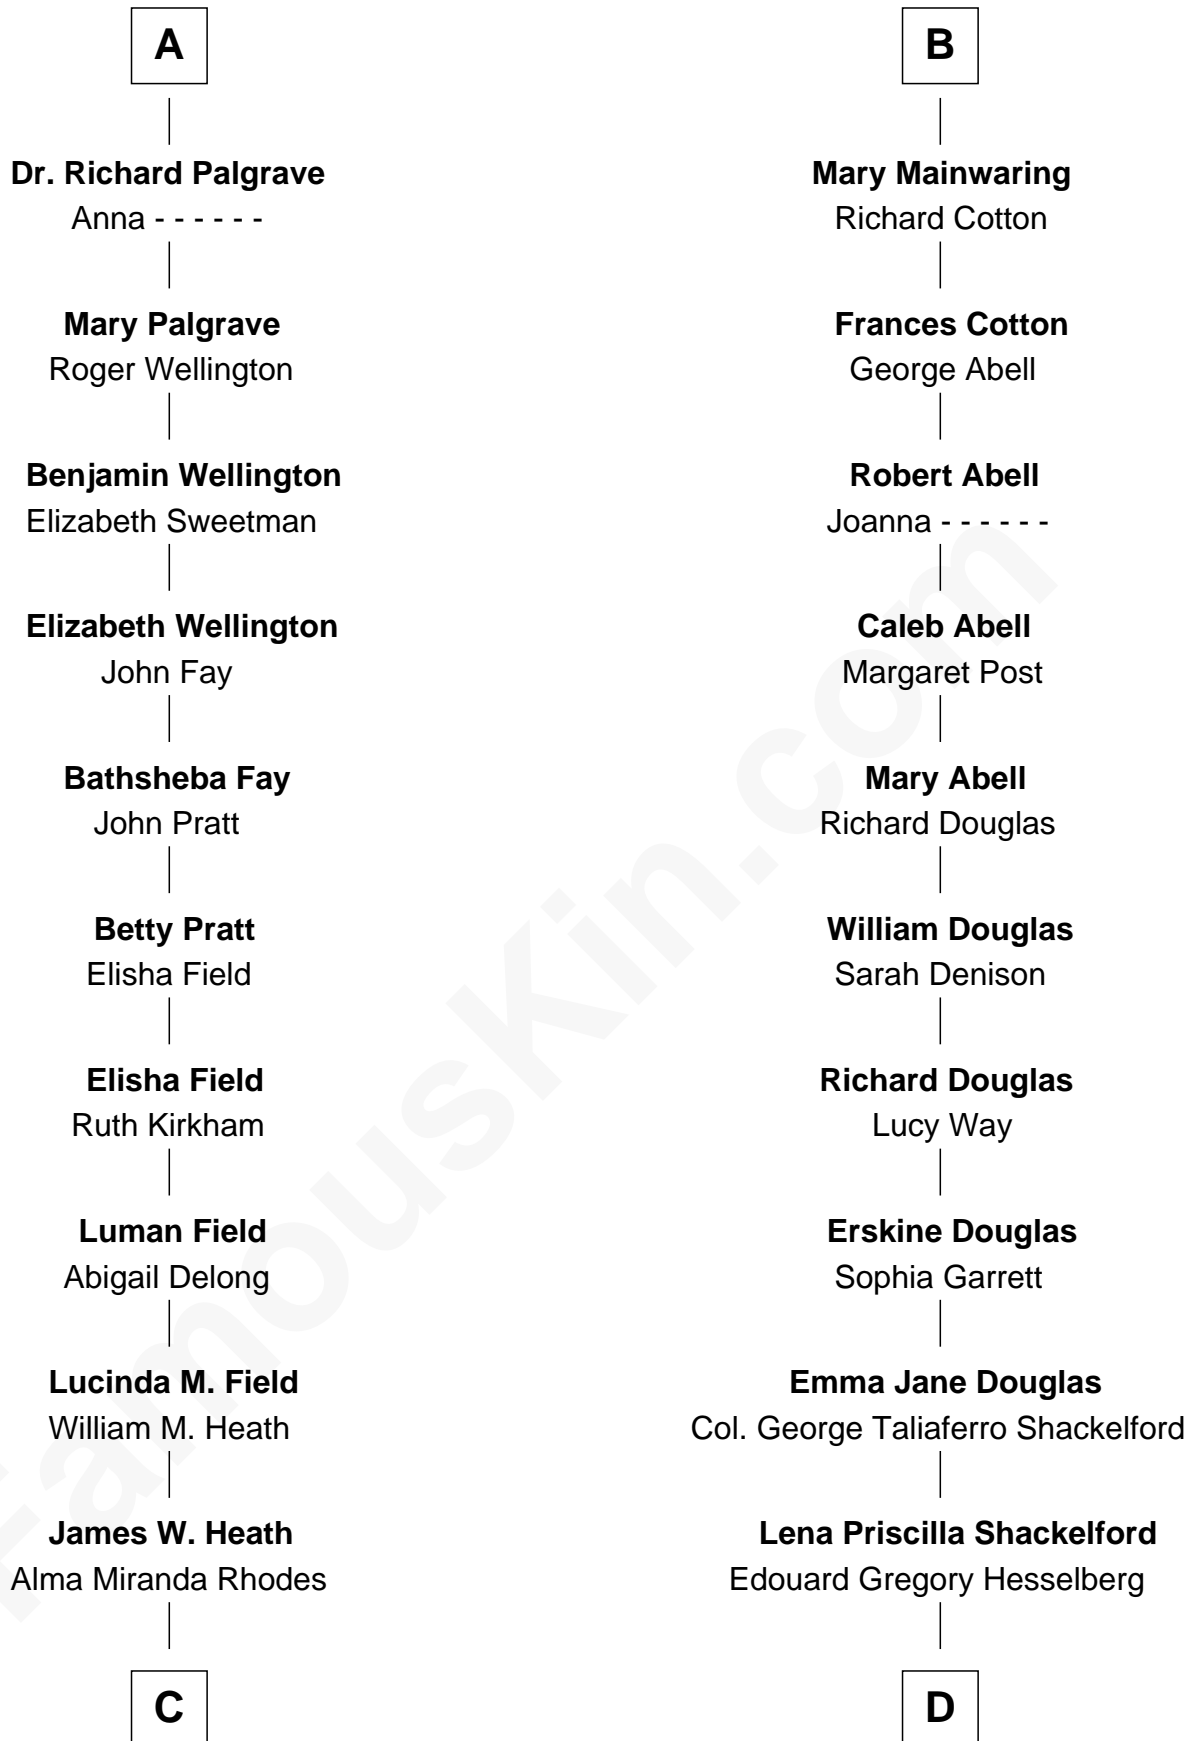 A
Dr. Richard Palgrave
Anna - - - - - -
Mary Palgrave
Roger Wellington
Benjamin Wellington
Elizabeth Sweetman
Elizabeth Wellington
John Fay
Bathsheba Fay
John Pratt
Betty Pratt
Elisha Field
Elisha Field
Ruth Kirkham
Luman Field
Abigail Delong
Lucinda M. Field
William M. Heath
James W. Heath
Alma Miranda Rhodes
C
B
Mary Mainwaring
Richard Cotton
Frances Cotton
George Abell
Robert Abell
Joanna - - - - - -
Caleb Abell
Margaret Post
Mary Abell
Richard Douglas
William Douglas
Sarah Denison
Richard Douglas
Lucy Way
Erskine Douglas
Sophia Garrett
Emma Jane Douglas
Col. George Taliaferro Shackelford
Lena Priscilla Shackelford
Edouard Gregory Hesselberg
D
FamousKin.com